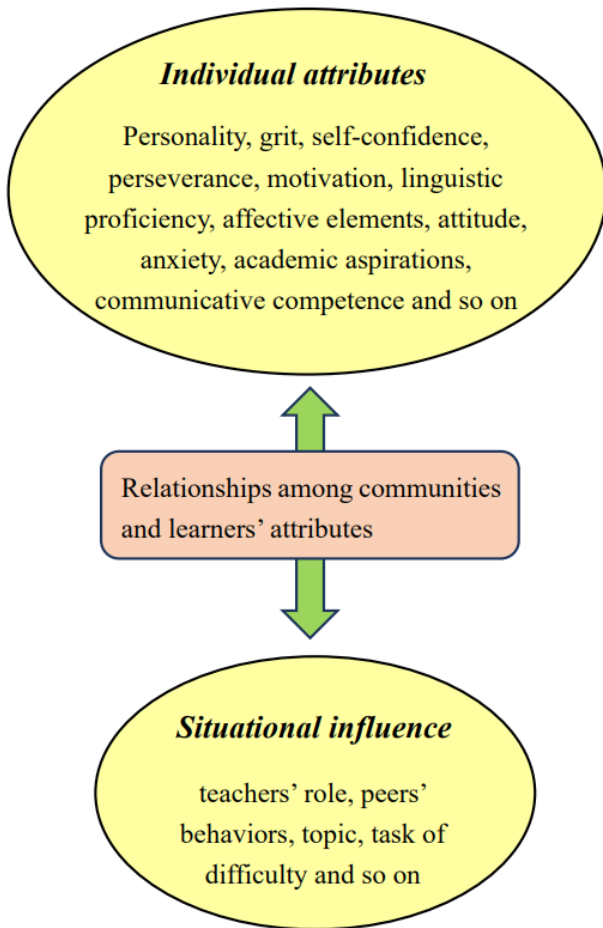 Individual attributes
Personality, grit, self-confidence,
perseverance, motivation, linguistic
proficiency, affective elements, attitude,
anxiety, academic aspirations,
communicative competence and so on
Relationships among communities
and learners’ attributes
Situational influence
teachers’ role, peers’
behaviors, topic, task of
difficulty and so on